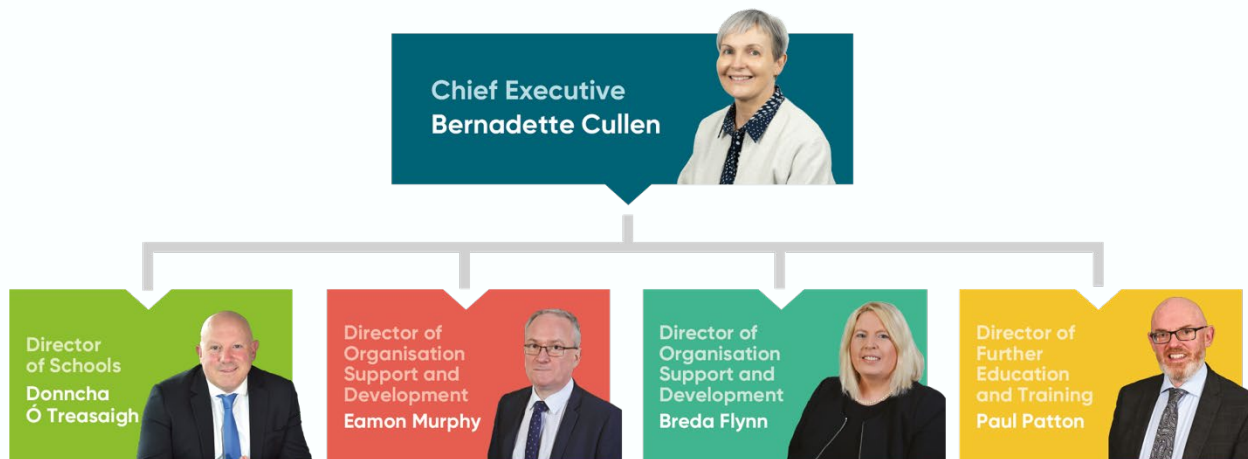 Chief Executive
Bernadette Cullen
Director
of Schools
Donncha
Ó Treasaigh
Director of
Organisation
Support and
Development
Eamon Murphy
Director of
Organisation
Support and
Development
Breda Flynn
Director of
Further
Education
and Training
Paul Patton